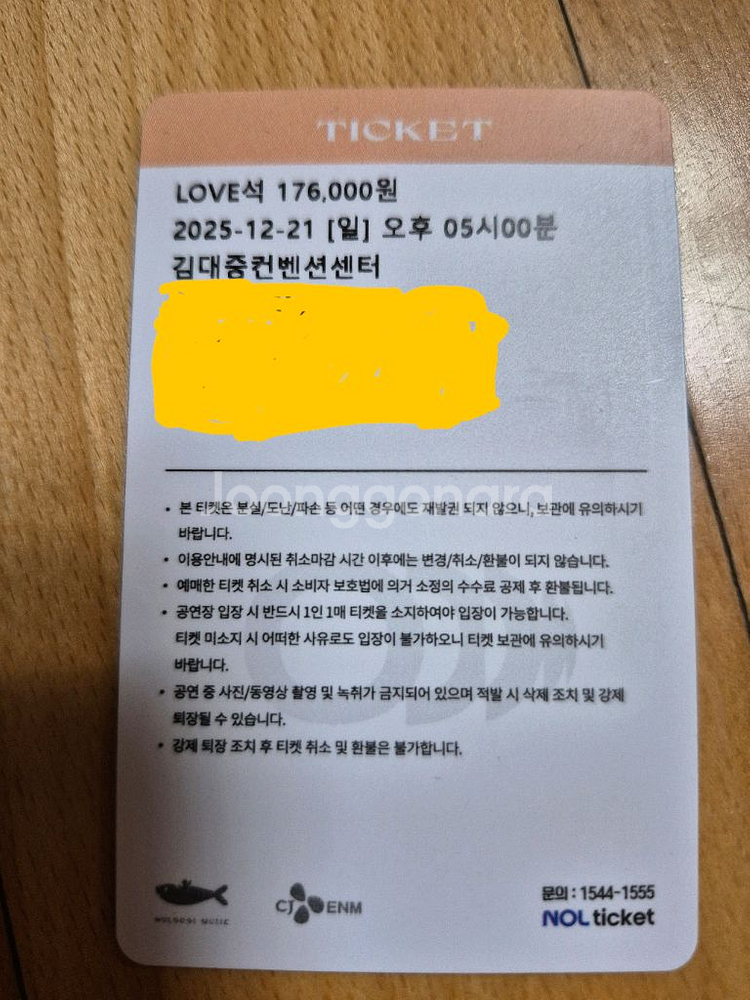 TICKET
LOVE석 176,000원
2025-12-21 [일] 오후 05시00분
김대중컨벤션센터
joonggonara
• 본 티켓은 분실/도난/파손 등 어떤 경우에도 재발권 되지 않으니, 보관에 유의하시기
바랍니다.
• 이용안내에 명시된 취소마감 시간 이후에는 변경/취소/환불이 되지 않습니다.
• 예매한 티켓 취소 시 소비자 보호법에 의거 소정의 수수료 공제 후 환불됩니다.
• 공연장 입장 시 반드시 1인 1매 티켓을 소지하여야 입장이 가능합니다.
티켓 미소지 시 어떠한 사유로도 입장이 불가하오니 티켓 보관에 유의하시기
바랍니다.
• 공연 중 사진/동영상 촬영 및 녹취가 금지되어 있으며 적발 시 삭제 조치 및 강제
퇴장될 수 있습니다.
• 강제 퇴장 조치 후 티켓 취소 및 환불은 불가합니다.
MUSIC
CJ ENM
문의 : 1544-1555
NOL ticket